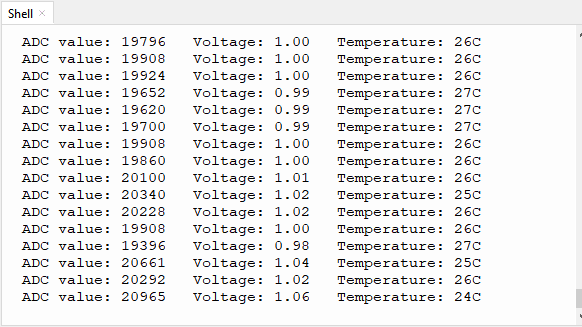 Shell ×
ADC value: 19796   Voltage: 1.00   Temperature: 26C
ADC value: 19908   Voltage: 1.00   Temperature: 26C
ADC value: 19924   Voltage: 1.00   Temperature: 26C
ADC value: 19652   Voltage: 0.99   Temperature: 27C
ADC value: 19620   Voltage: 0.99   Temperature: 27C
ADC value: 19700   Voltage: 0.99   Temperature: 27C
ADC value: 19908   Voltage: 1.00   Temperature: 26C
ADC value: 19860   Voltage: 1.00   Temperature: 26C
ADC value: 20100   Voltage: 1.01   Temperature: 26C
ADC value: 20340   Voltage: 1.02   Temperature: 25C
ADC value: 20228   Voltage: 1.02   Temperature: 26C
ADC value: 19908   Voltage: 1.00   Temperature: 26C
ADC value: 19396   Voltage: 0.98   Temperature: 27C
ADC value: 20661   Voltage: 1.04   Temperature: 25C
ADC value: 20292   Voltage: 1.02   Temperature: 26C
ADC value: 20965   Voltage: 1.06   Temperature: 24C